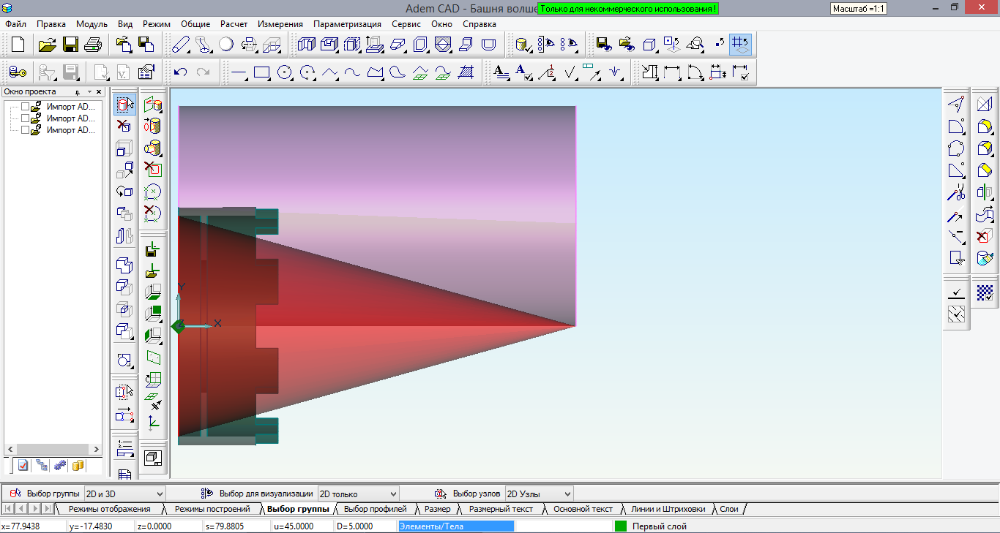 Adem CAD - Башня волше
Только для некоммерческого использования !
Масштаб =1:1
Файл Правка Модуль Вид Режим Общие Расчет Измерения Параметризация Сервис Окно Справка
Окно проекта
Импорт AD...
Импорт AD...
Импорт AD...
Y
Z X
Выбор группы 2D и 3D Выбор для визуализации 2D только Выбор узлов 2D Узлы
Режимы отображения Режимы построений Выбор группы Выбор профилей Размер Размерный текст Основной текст Линии и Штриховки Слои
x=77.9438 y=-17.4830 z=0.0000 s=79.8805 u=45.0000 D=5.0000 Элементы/Тела Первый слой